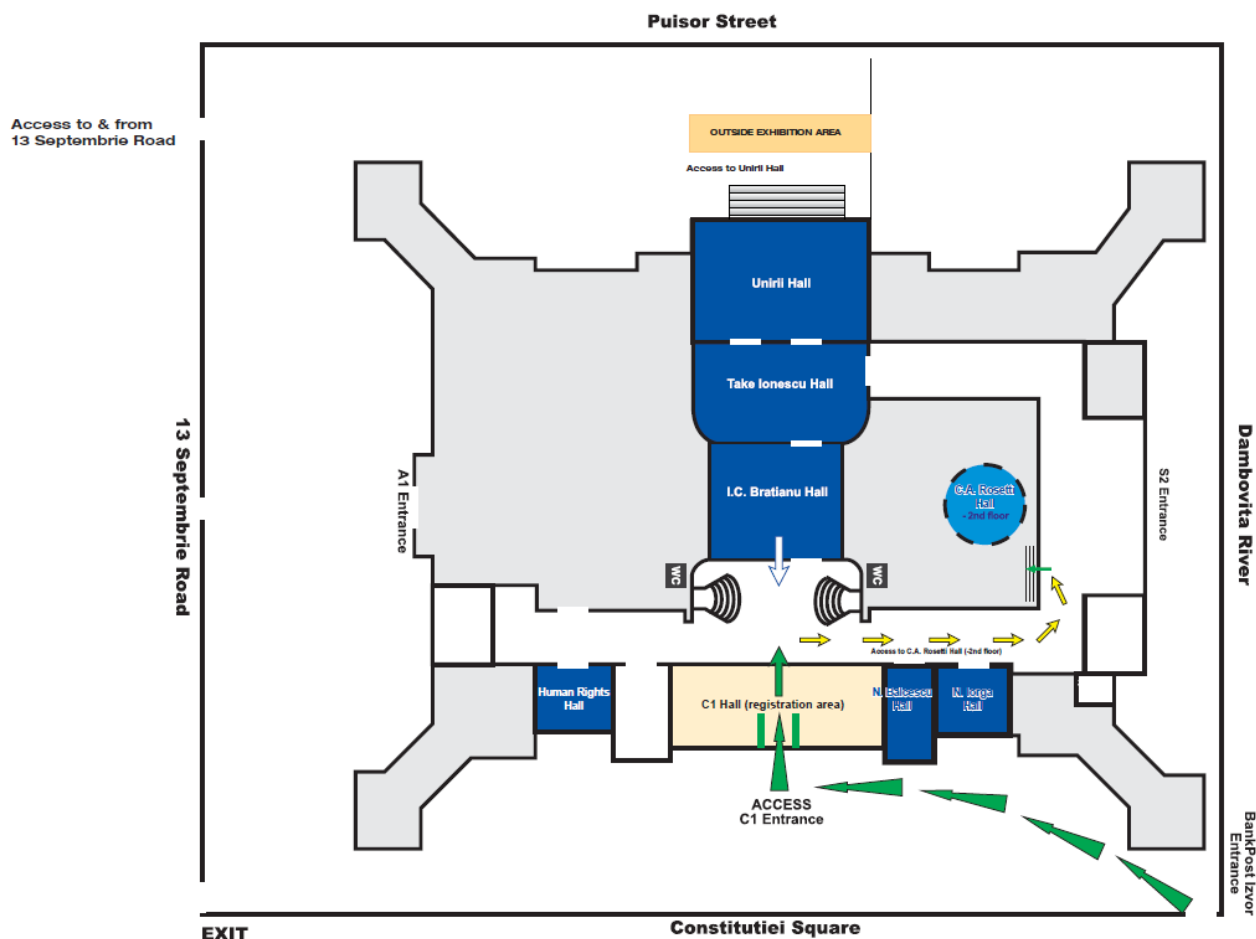 Puisor Street
Access to & from
13 Septembrie Road
OUTSIDE EXHIBITION AREA
Access to Unirii Hall
Unirii Hall
Take Ionescu Hall
13 Septembrie Road
A1 Entrance
I.C. Bratianu Hall
C.A. Rosetti
Hall
-2nd floor
S2 Entrance
Dambovita River
WC
WC
Access to C.A. Rosetti Hall (-2nd floor)
Human Rights
Hall
C1 Hall (registration area)
N. Balcescu
Hall
N. Iorga
Hall
ACCESS
C1 Entrance
BankPost Izvor
Entrance
EXIT
Constitutiei Square